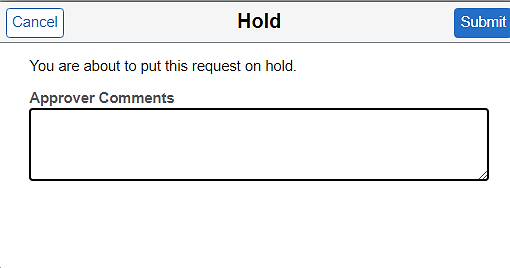 Cancel Hold Submit
You are about to put this request on hold.
Approver Comments